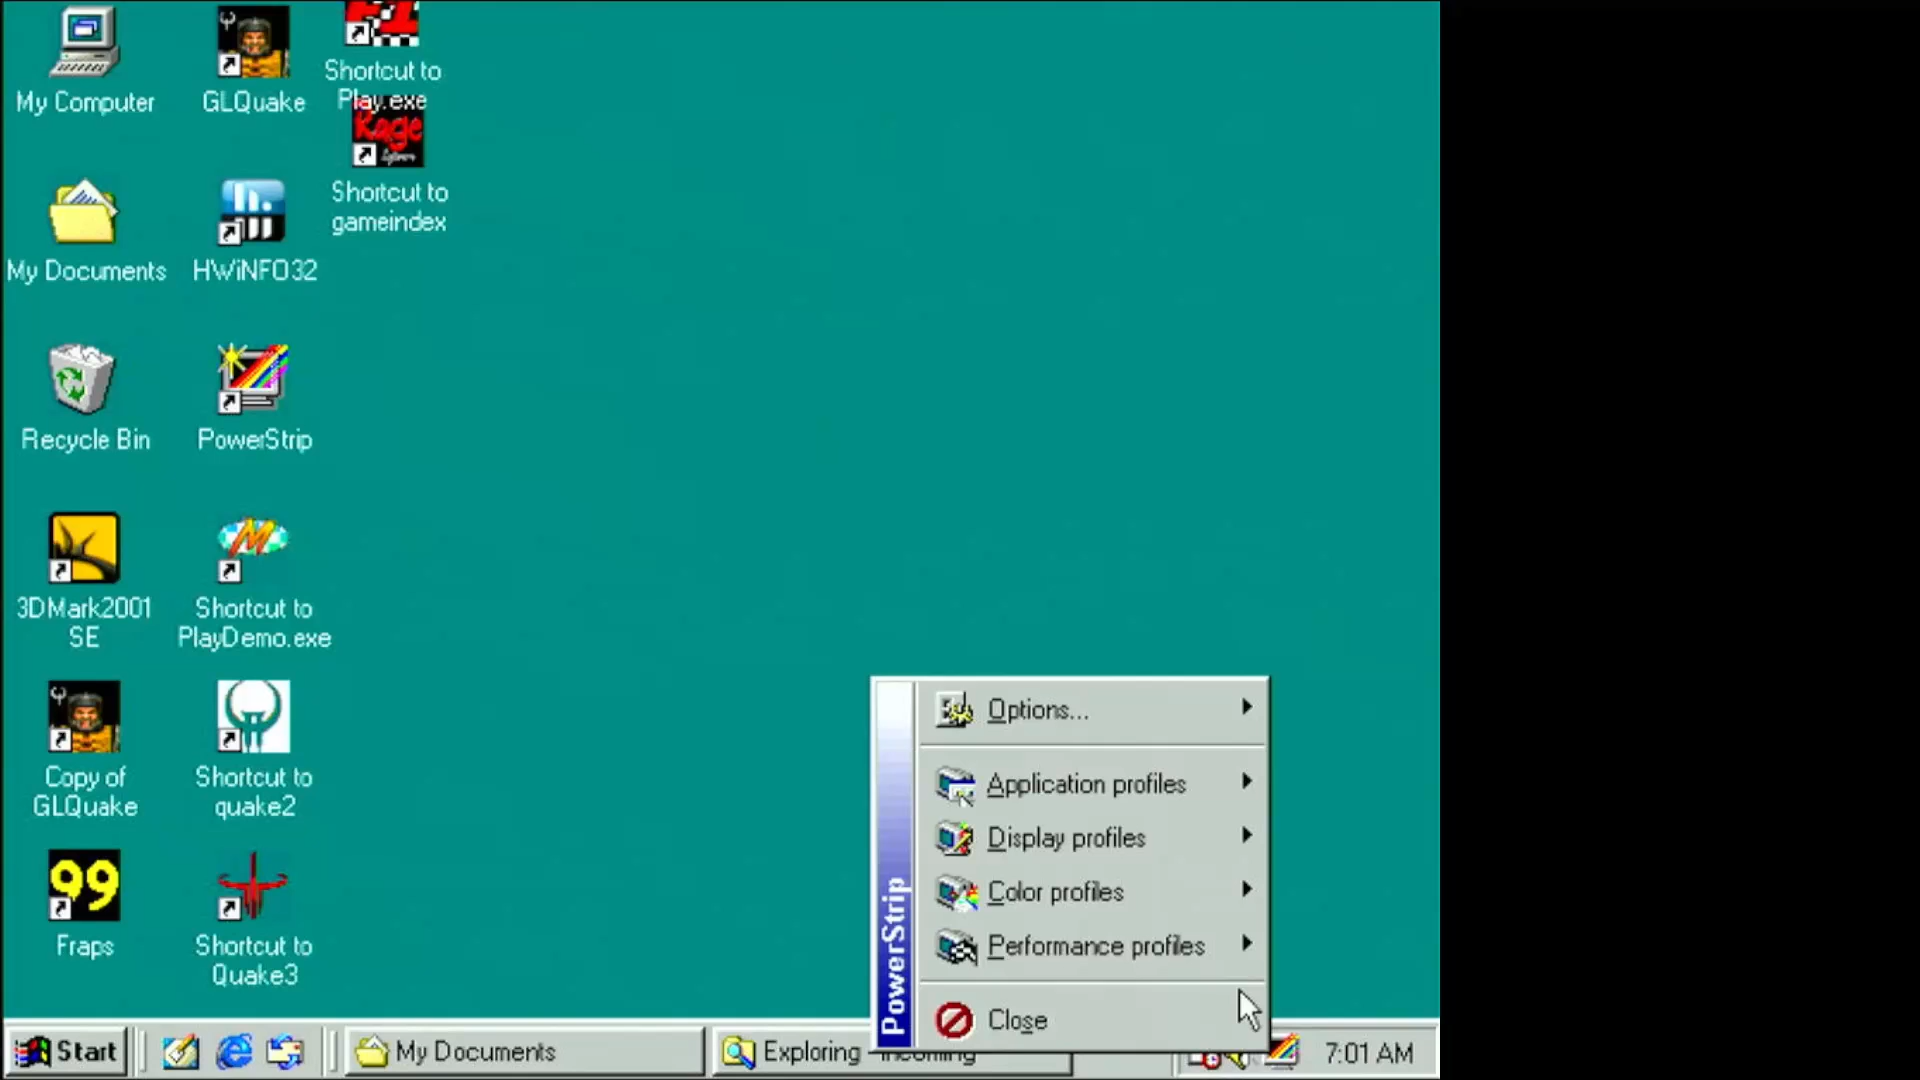 My Computer
GLQuake
Shortcut to
Play.exe
Rage
Shortcut to
gameindex
My Documents
HWiNFO32
Recycle Bin
PowerStrip
3DMark2001
SE
M
Shortcut to
PlayDemo.exe
Copy of
GLQuake
Shortcut to
quake2
99
Fraps
Shortcut to
Quake3
PowerStrip
Options...
Application profiles
Display profiles
Color profiles
Performance profiles
Close
Start
My Documents
Exploring - Incoming
7:01 AM